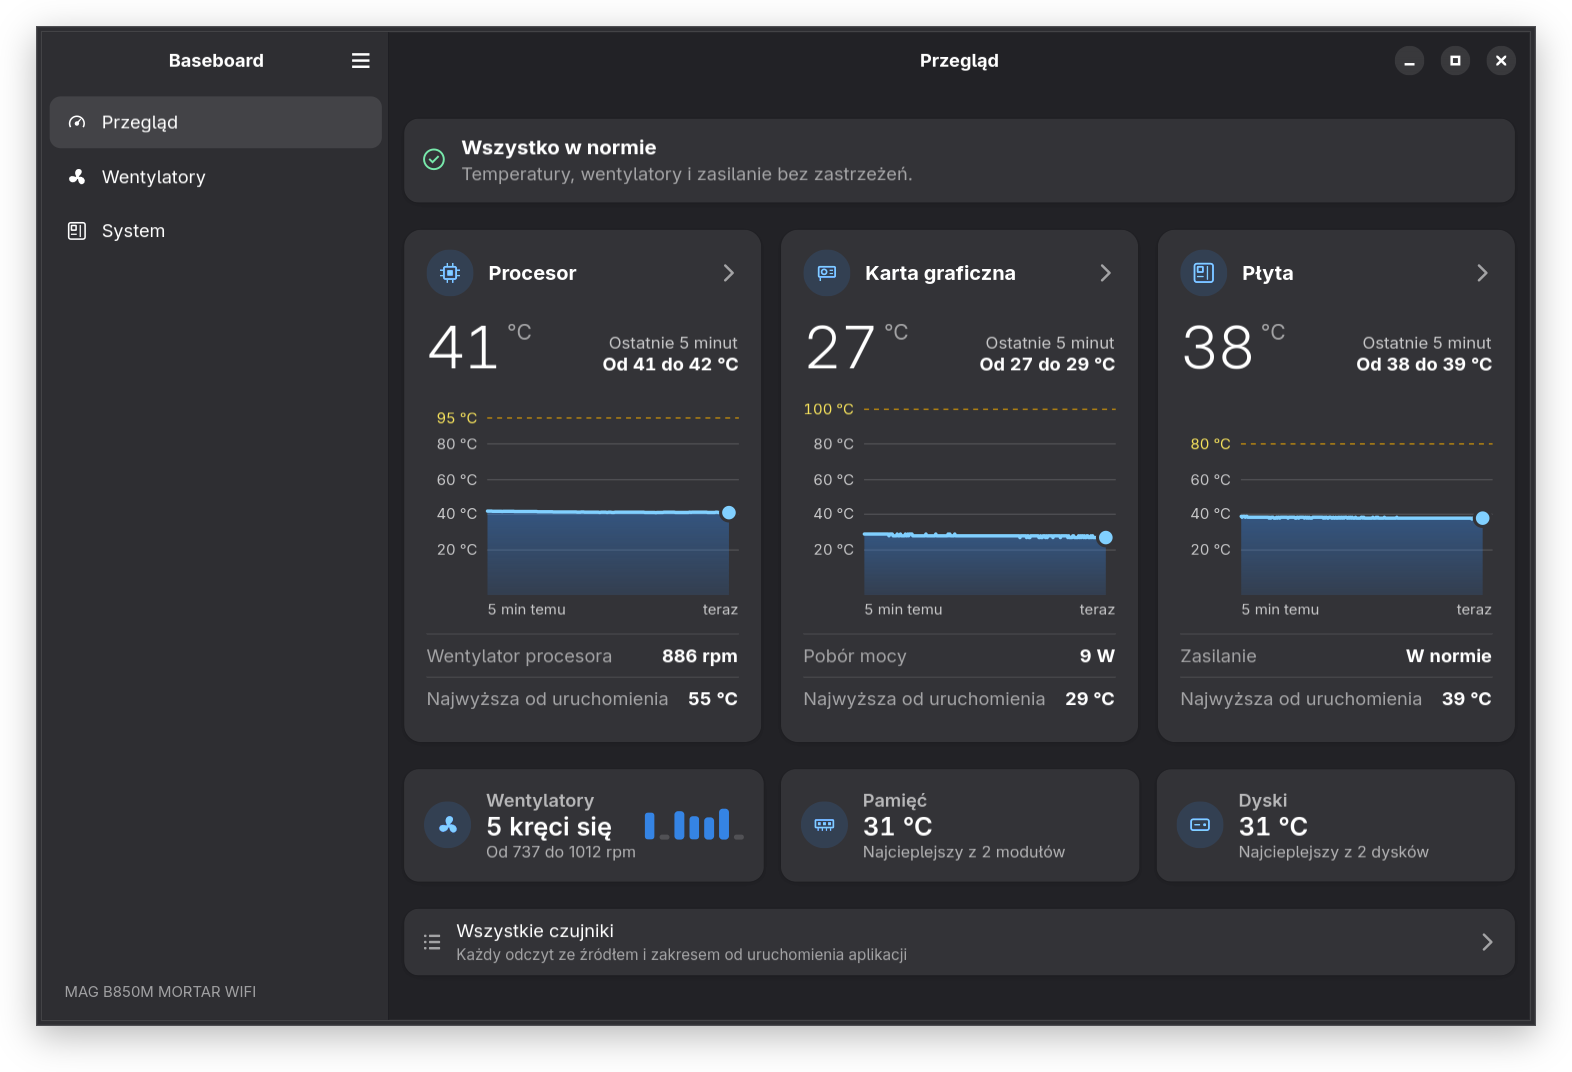 Baseboard
Przegląd
Przegląd
Wentylatory
System
MAG B850M MORTAR WIFI
Wszystko w normie
Temperatury, wentylatory i zasilanie bez zastrzeżeń.
Procesor
41 °C
Ostatnie 5 minut
Od 41 do 42 °C
95 °C
80 °C
60 °C
40 °C
20 °C
5 min temu teraz
Wentylator procesora 886 rpm
Najwyższa od uruchomienia 55 °C
Karta graficzna
27 °C
Ostatnie 5 minut
Od 27 do 29 °C
100 °C
80 °C
60 °C
40 °C
20 °C
5 min temu teraz
Pobór mocy 9 W
Najwyższa od uruchomienia 29 °C
Płyta
38 °C
Ostatnie 5 minut
Od 38 do 39 °C
80 °C
60 °C
40 °C
20 °C
5 min temu teraz
Zasilanie W normie
Najwyższa od uruchomienia 39 °C
Wentylatory
5 kręci się
Od 737 do 1012 rpm
Pamięć
31 °C
Najcieplejszy z 2 modułów
Dyski
31 °C
Najcieplejszy z 2 dysków
Wszystkie czujniki
Każdy odczyt ze źródłem i zakresem od uruchomienia aplikacji